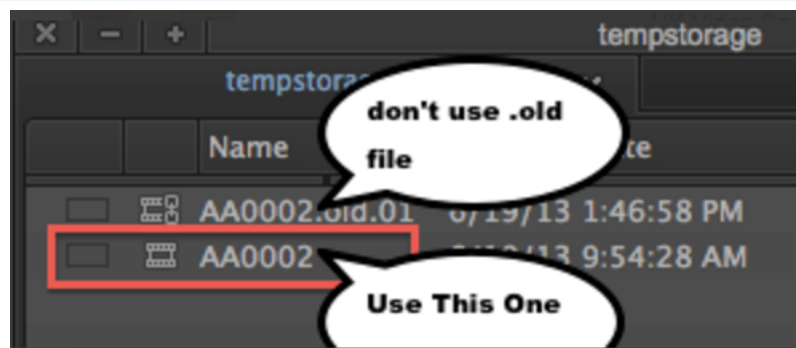 tempstorage
don't use .old
file
Name
AA0002.old.01 6/19/13 1:46:58 PM
AA0002 9:54:28 AM
Use This One